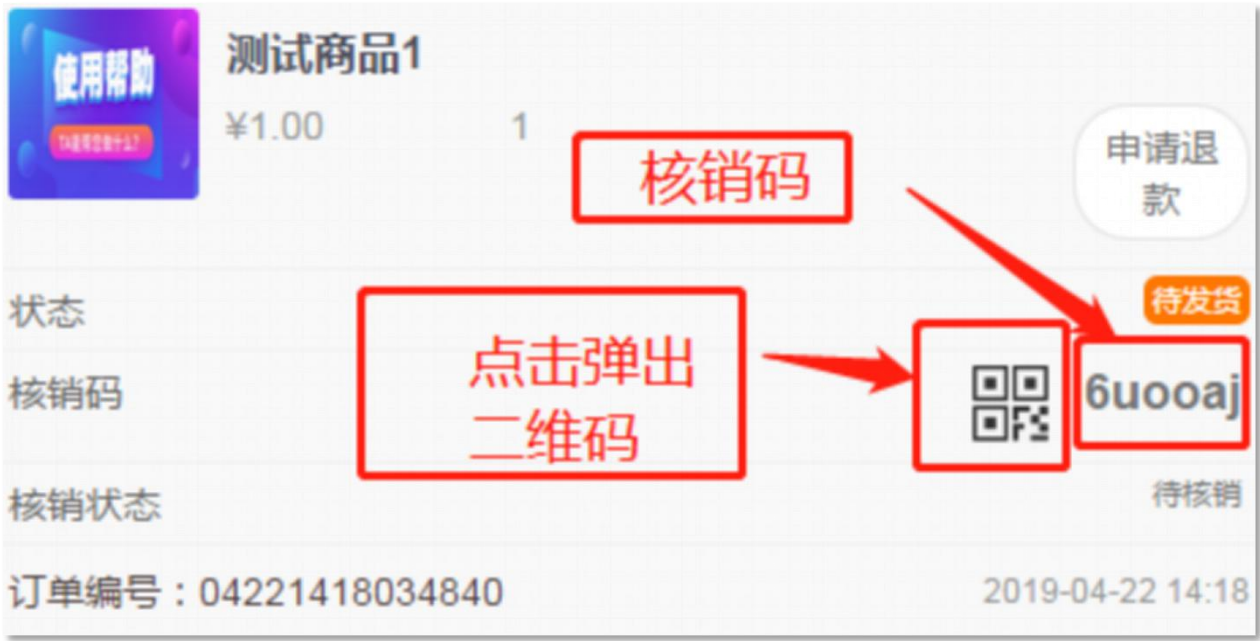 使用帮助
测试商品1
¥1.00 1
核销码
申请退
款
状态
待发货
点击弹出
二维码
核销码
6uooaj
核销状态
待核销
订单编号：04221418034840
2019-04-22 14:18